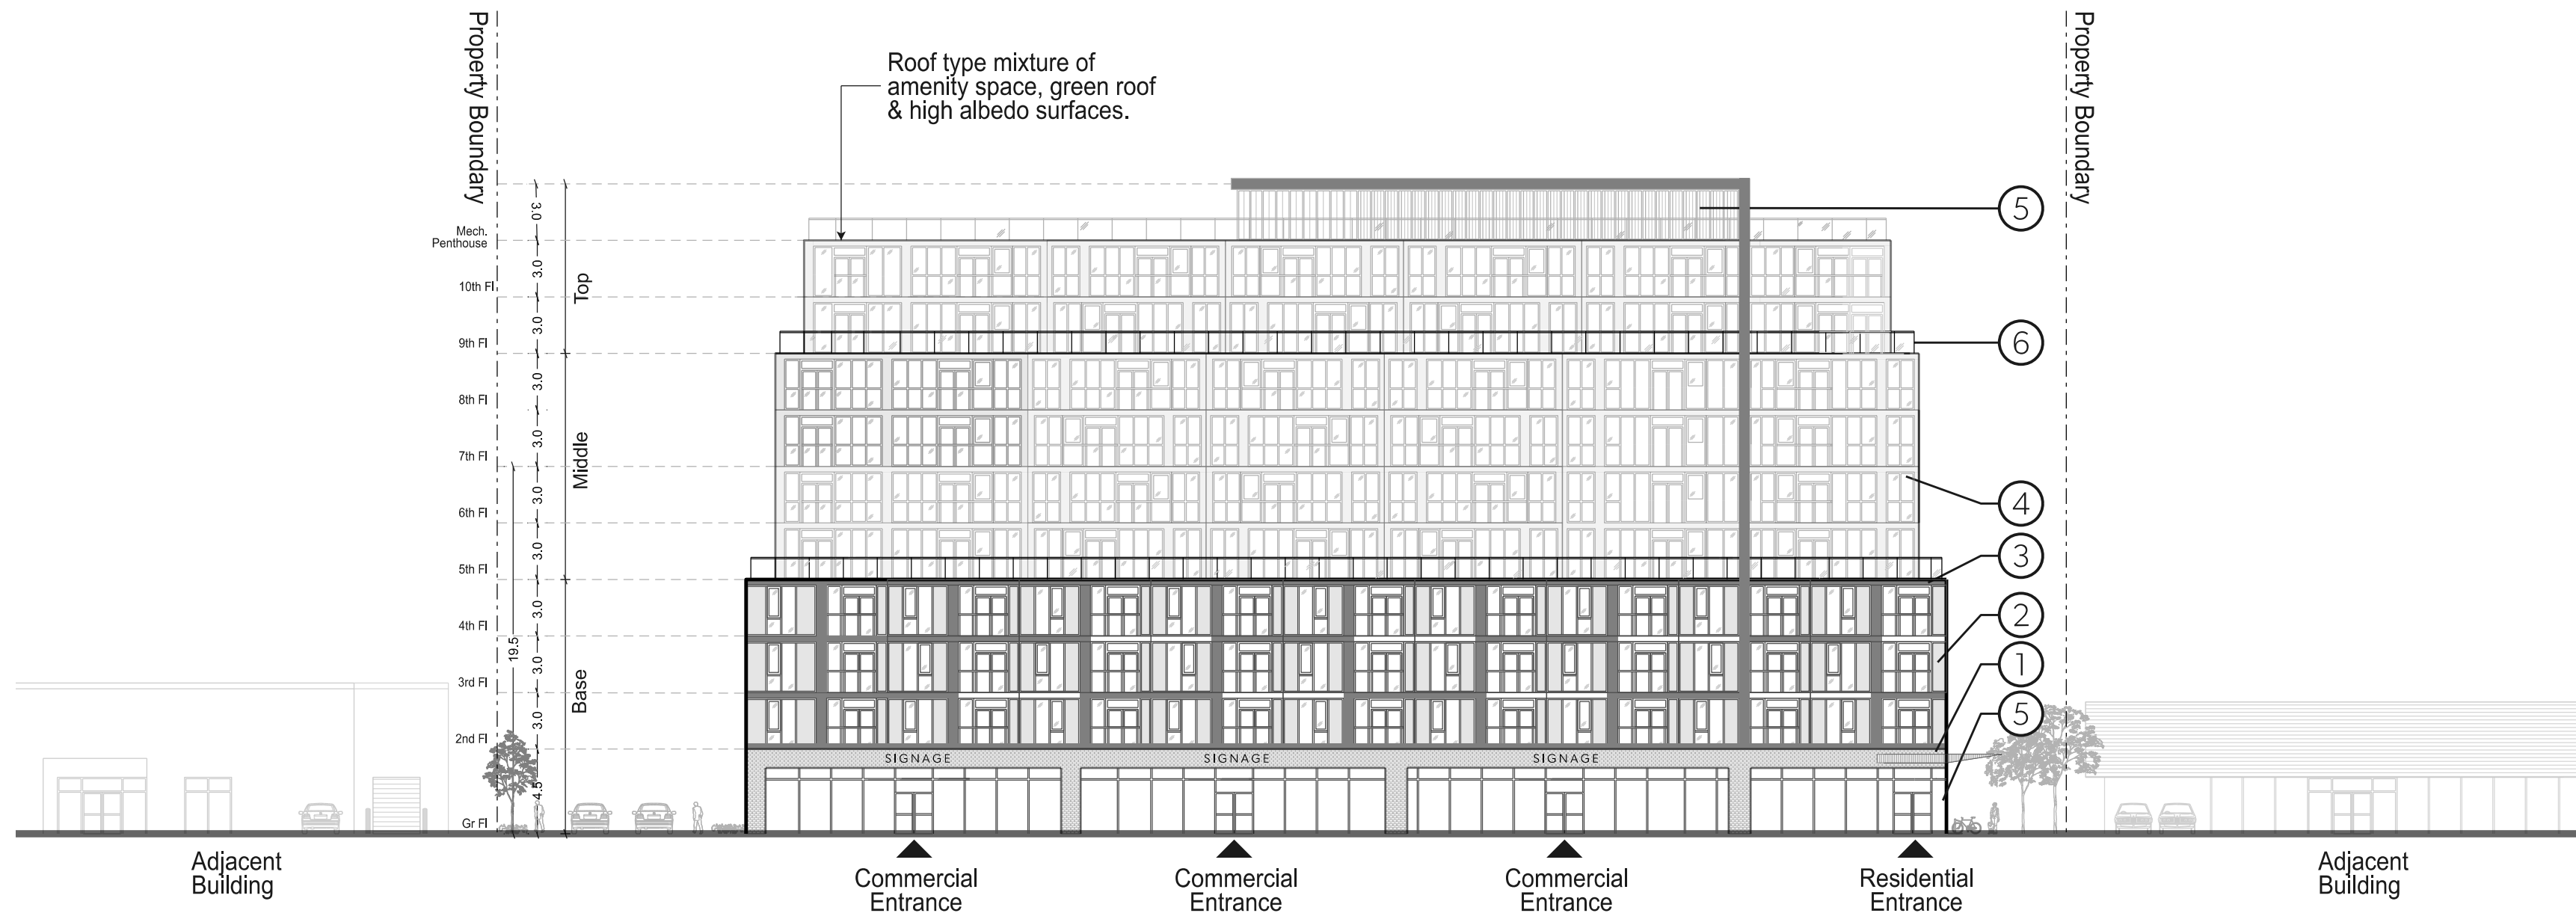 Property Boundary
Property Boundary
Roof type mixture of
amenity space, green roof
& high albedo surfaces.
3.0
5
Mech.
Penthouse
3.0
10th Fl
Top
3.0
9th Fl
6
3.0
8th Fl
3.0
Middle
7th Fl
3.0
4
6th Fl
3.0
3
5th Fl
3.0
2
4th Fl
19.5
3.0
1
3rd Fl
Base
3.0
5
2nd Fl
SIGNAGE
SIGNAGE
SIGNAGE
4.5
Gr Fl
Adjacent
Building
Commercial
Entrance
Commercial
Entrance
Commercial
Entrance
Residential
Entrance
Adjacent
Building